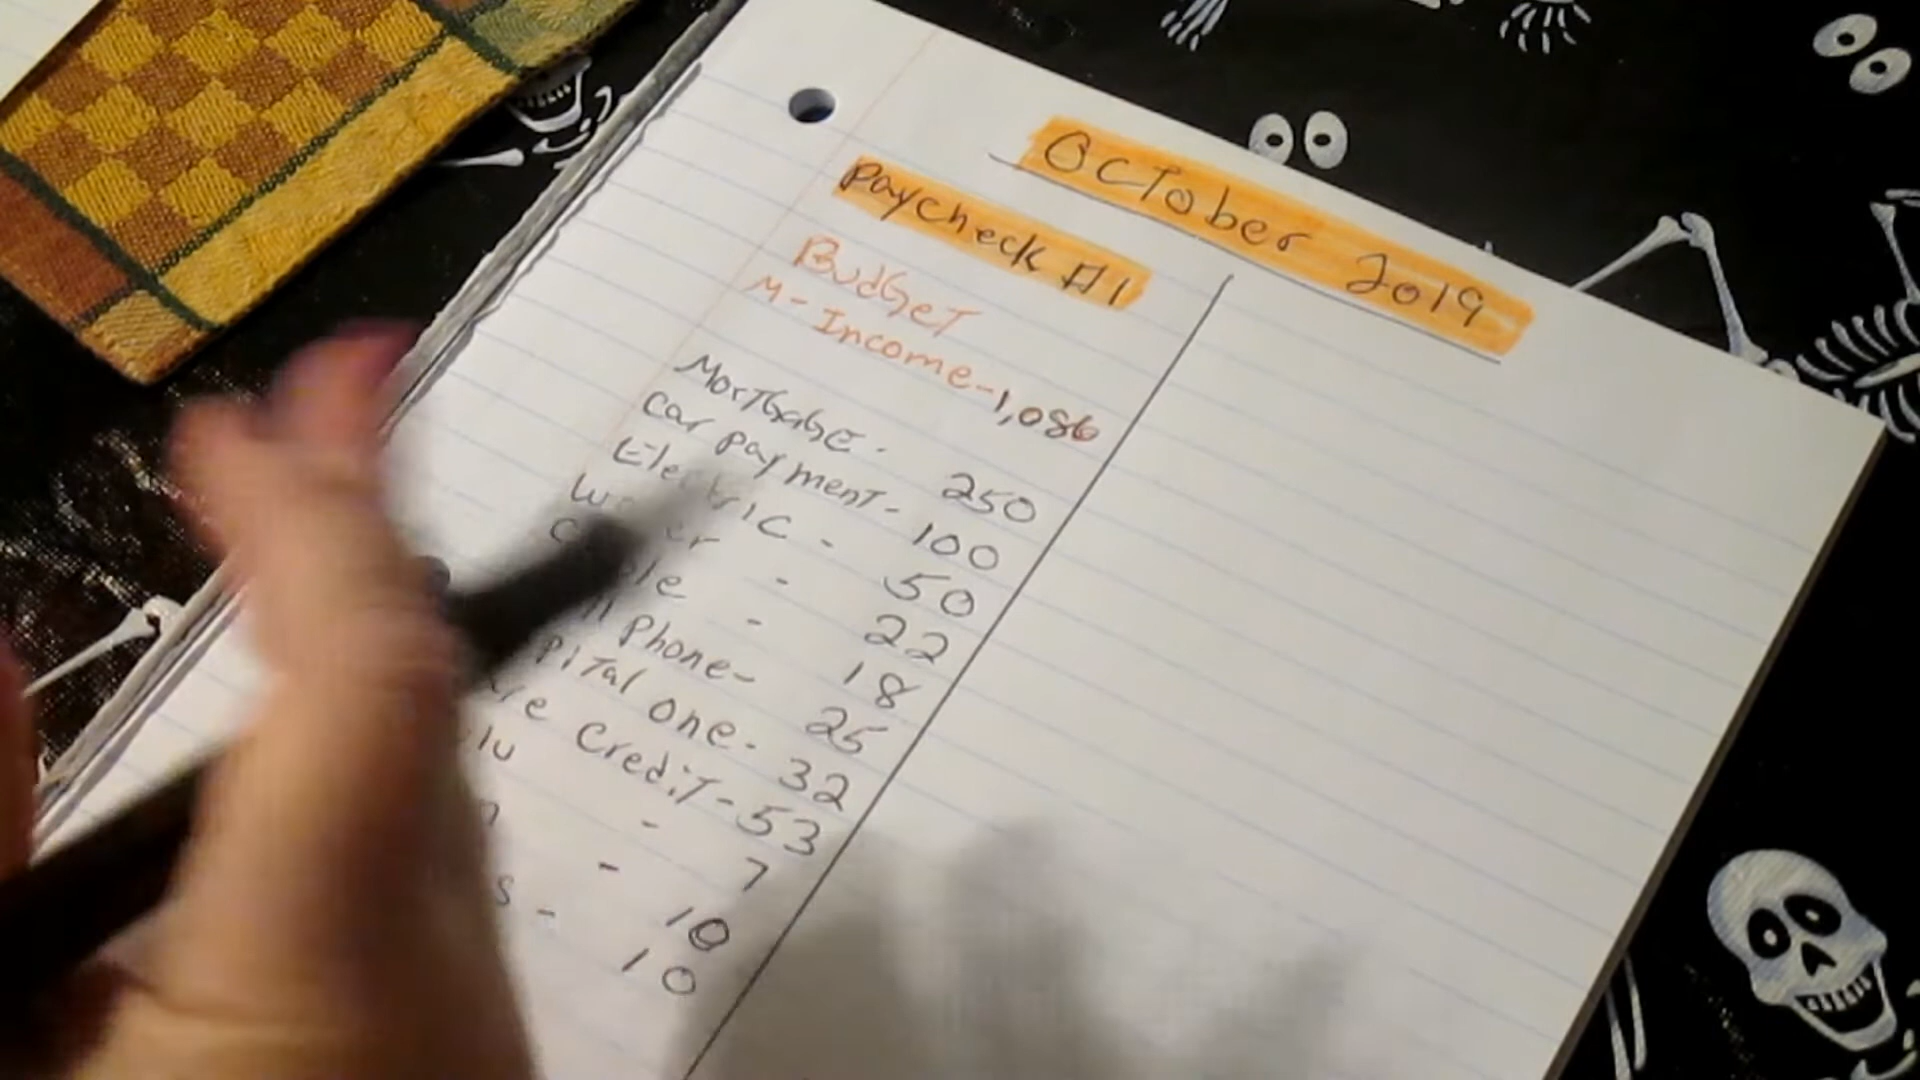 October 2019
Paycheck #1
Budget
M- Income - 1,086
Mortgage - 250
Car payment - 100
Electric - 50
- 22
- 18
Phone - 25
One - 32
Credit - 53
- 7
- 10
- 10